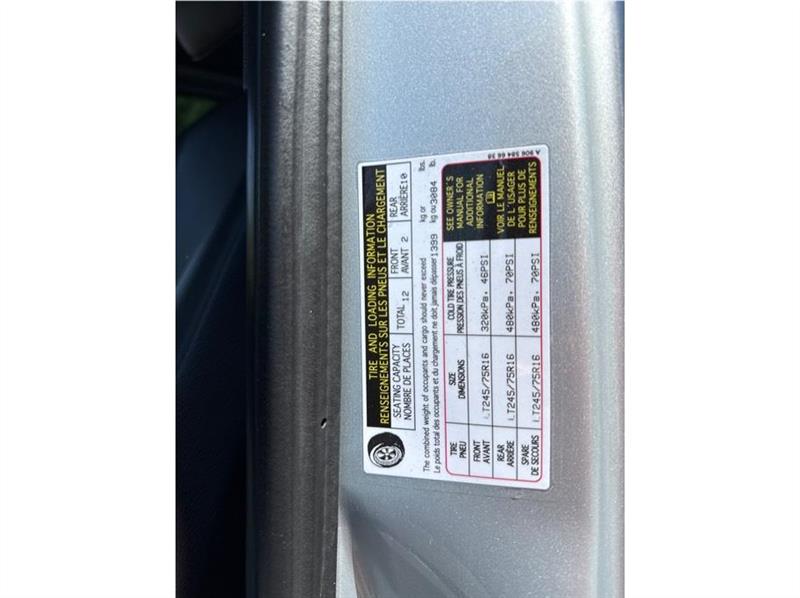 TIRE AND LOADING INFORMATION
RENSEIGNEMENTS SUR LES PNEUS ET LE CHARGEMENT
SEATING CAPACITY
NOMBRE DE PLACES
TOTAL 12
FRONT
AVANT 2
REAR
ARRIÈRE 10
The combined weight of occupants and cargo should never exceed kg or lbs.
Le poids total des occupants et du chargement ne doit jamais dépasser 1399 kg ou 3084 lb.
TIRE
PNEU
SIZE
DIMENSIONS
COLD TIRE PRESSURE
PRESSION DES PNEUS À FROID
FRONT
AVANT
LT245/75R16
320kPa, 46PSI
REAR
ARRIÈRE
LT245/75R16
480kPa, 70PSI
SPARE
DE SECOURS
LT245/75R16
480kPa, 70PSI
SEE OWNER'S
MANUAL FOR
ADDITIONAL
INFORMATION
VOIR LE MANUEL
DE L'USAGER
POUR PLUS DE
RENSEIGNEMENTS
A 906 584 66 38